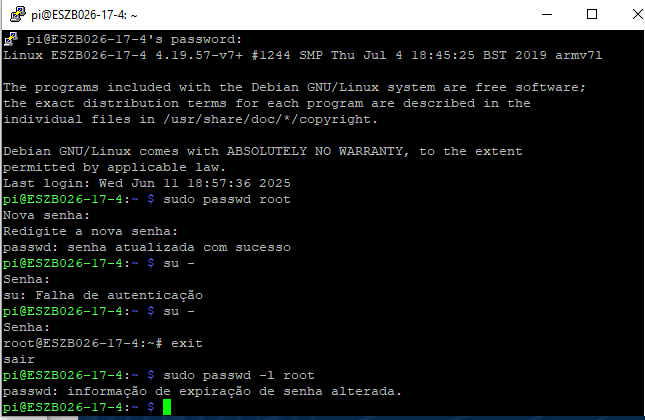 pi@ESZB026-17-4: ~
pi@ESZB026-17-4's password:
Linux ESZB026-17-4 4.19.57-v7+ #1244 SMP Thu Jul 4 18:45:25 BST 2019 armv7l
The programs included with the Debian GNU/Linux system are free software;
the exact distribution terms for each program are described in the
individual files in /usr/share/doc/*/copyright.
Debian GNU/Linux comes with ABSOLUTELY NO WARRANTY, to the extent
permitted by applicable law.
Last login: Wed Jun 11 18:57:36 2025
pi@ESZB026-17-4:~ $ sudo passwd root
Nova senha:
Redigite a nova senha:
passwd: senha atualizada com sucesso
pi@ESZB026-17-4:~ $ su -
Senha:
su: Falha de autenticação
pi@ESZB026-17-4:~ $ su -
Senha:
root@ESZB026-17-4:~# exit
sair
pi@ESZB026-17-4:~ $ sudo passwd -l root
passwd: informação de expiração de senha alterada.
pi@ESZB026-17-4:~ $